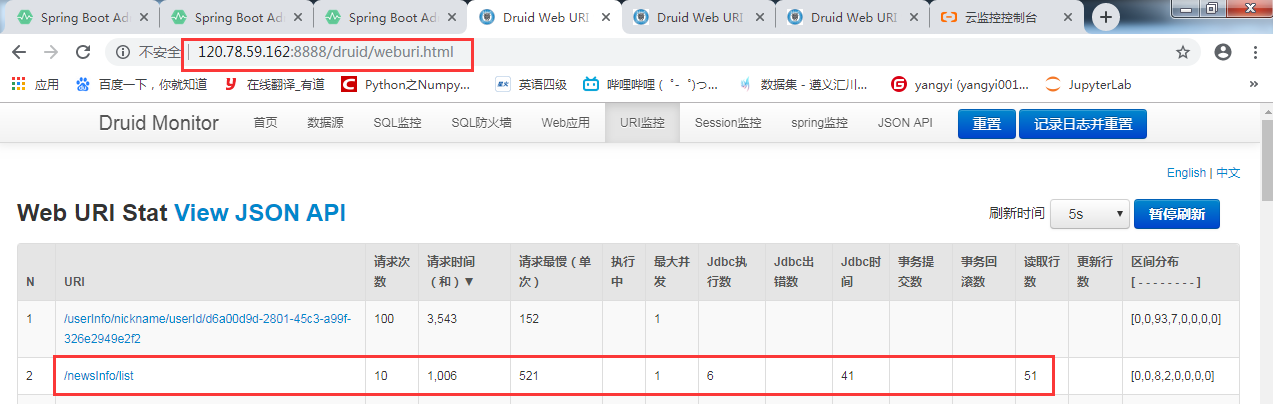 Spring Boot Adm
Spring Boot Adm
Spring Boot Adm
Druid Web URI
Druid Web URI
Druid Web URI
云监控控制台
不安全 | 120.78.59.162:8888/druid/weburi.html
应用 百度一下，你就知道 在线翻译_有道 Python之Numpy... 英语四级 哔哩哔哩 ( ゜- ゜)つ... 数据集 - 遵义汇川... yangyi (yangyi001... JupyterLab »
Druid Monitor 首页 数据源 SQL监控 SQL防火墙 Web应用 URI监控 Session监控 spring监控 JSON API 重置 记录日志并重置
English | 中文
Web URI Stat View JSON API 刷新时间 5s 暂停刷新
N URI 请求次数 请求时间（和）▼ 请求最慢（单次） 执行中 最大并发 Jdbc执行数 Jdbc出错数 Jdbc时间 事务提交数 事务回滚数 读取行数 更新行数 区间分布 [ - - - - - - - - ]
1 /userInfo/nickname/userId/d6a00d9d-2801-45c3-a99f-326e2949e2f2 100 3,543 152 1 [0,0,93,7,0,0,0,0]
2 /newsInfo/list 10 1,006 521 1 6 41 51 [0,0,8,2,0,0,0,0]